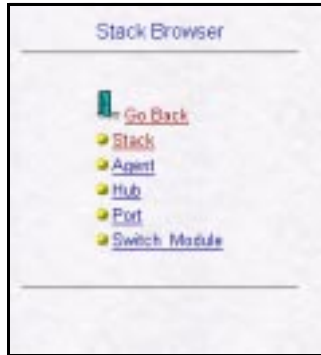 Stack Browser
Go Back
Stack
Agent
Hub
Port
Switch Module